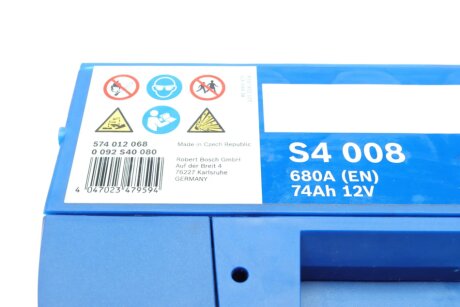 574 012 068
0 092 S40 080
Made in Czech Republic
Robert Bosch GmbH
Auf der Breit 4
76227 Karlsruhe
GERMANY
4 047023 479594
S4 008
680A (EN)
74Ah 12V